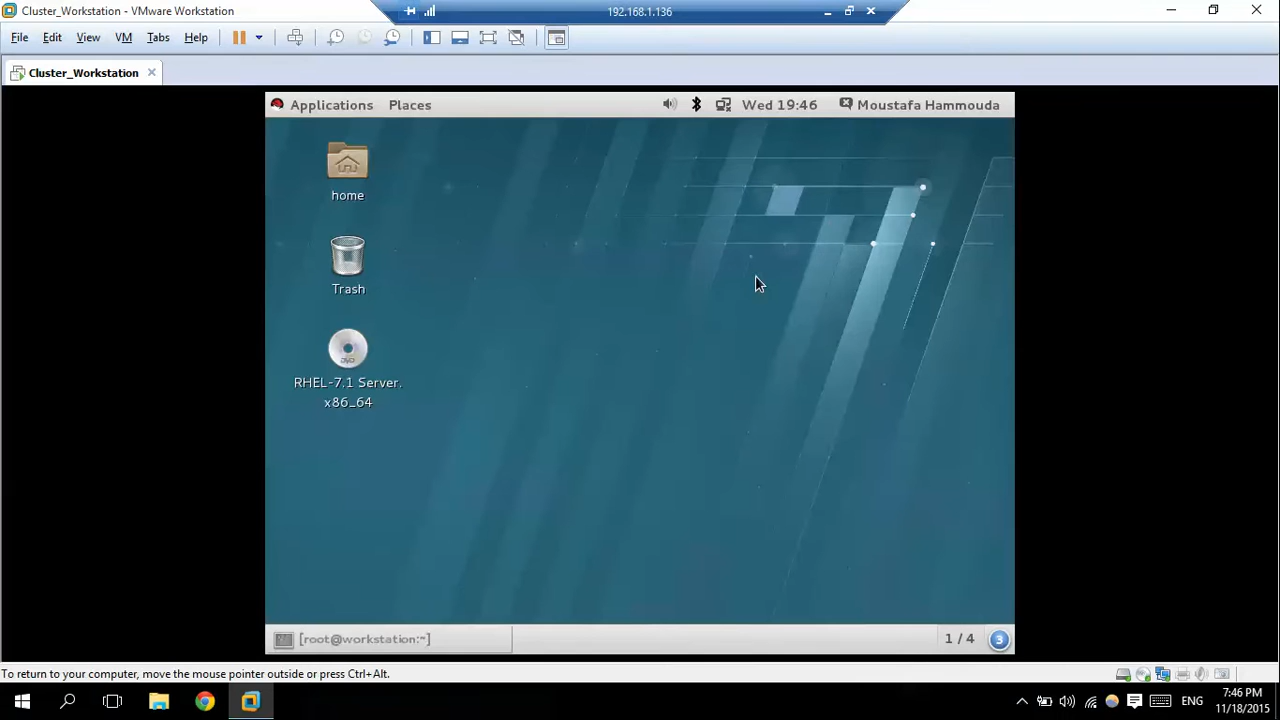 Cluster_Workstation - VMware Workstation
192.168.1.136
File Edit View VM Tabs Help
Cluster_Workstation
Applications Places Wed 19:46 Moustafa Hammouda
home
Trash
DVD
RHEL-7.1 Server.
x86_64
[root@workstation:~]
1 / 4
3
To return to your computer, move the mouse pointer outside or press Ctrl+Alt.
ENG
7:46 PM
11/18/2015